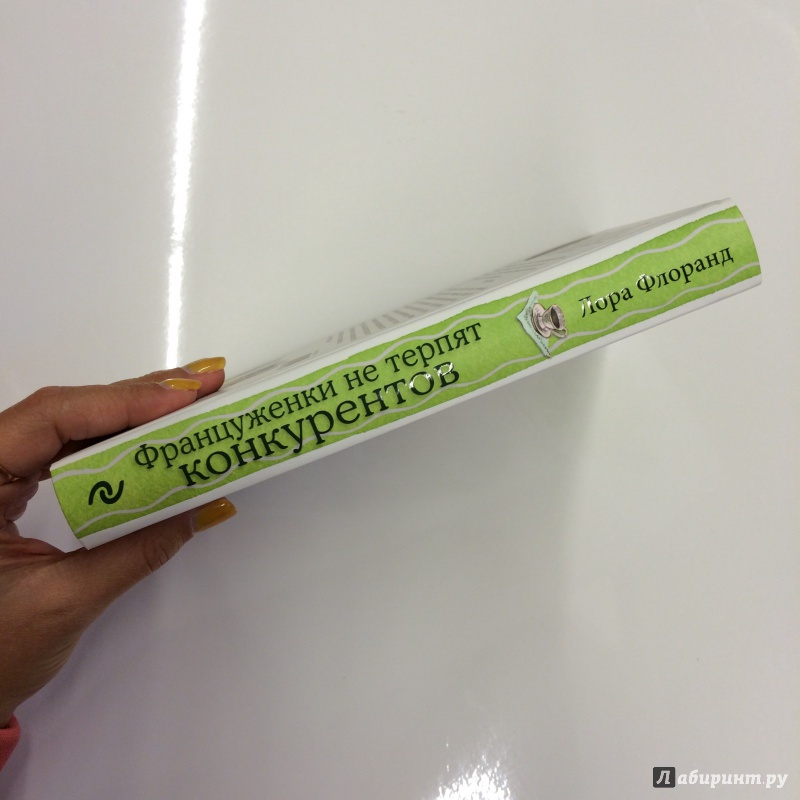 Француженки не терпят
конкурентов
Лора Флоранд
Лабиринт.ру